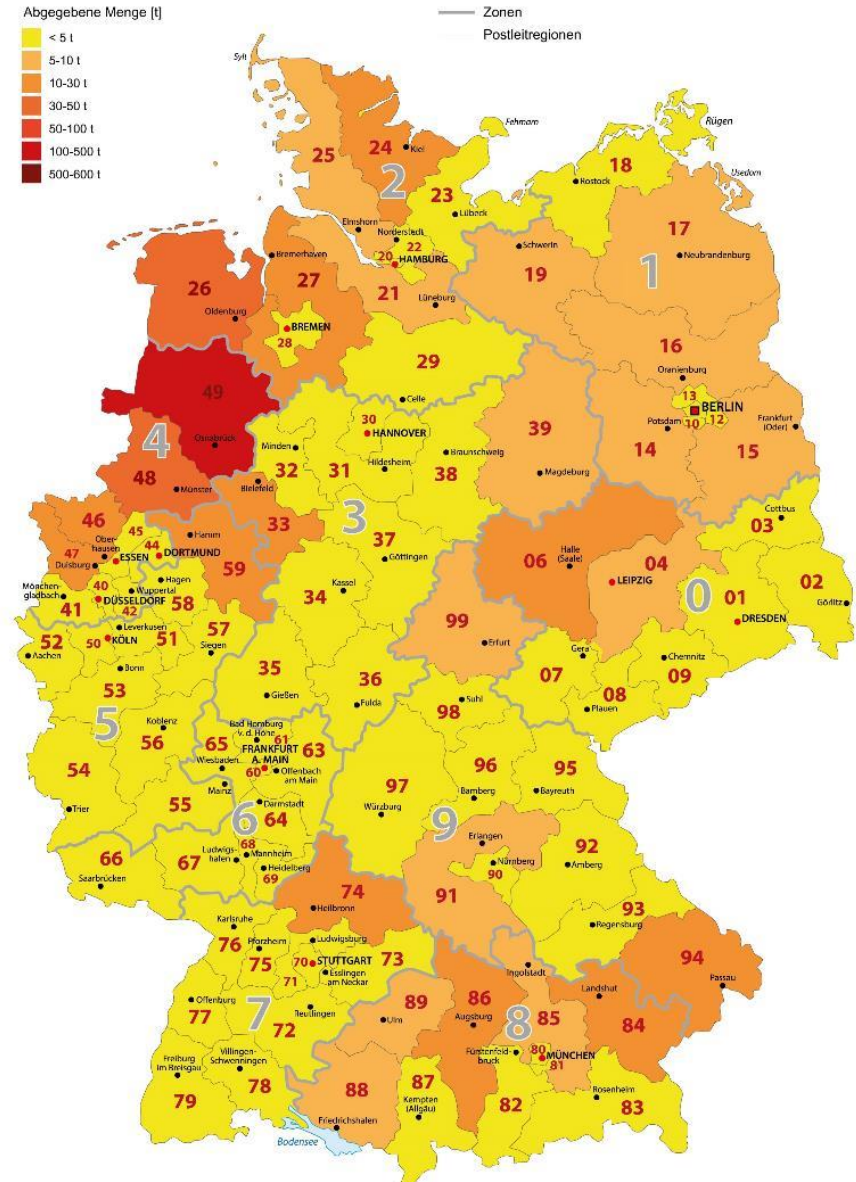 Abgegebene Menge [t]
< 5 t
5-10 t
10-30 t
30-50 t
50-100 t
100-500 t
500-600 t
Zonen
Postleitregionen
Sylt
Fehmarn
Rügen
Usedom
25
24
Kiel
2
23
Lübeck
18
Rostock
17
Neubrandenburg
1
Schwerin
19
Elmshorn
Norderstedt
22
20
HAMBURG
21
Lüneburg
Bremerhaven
27
26
Oldenburg
BREMEN
28
29
Celle
16
Oranienburg
13
BERLIN
Potsdam
10
12
Frankfurt
(Oder)
14
15
49
Osnabrück
4
48
Münster
30
HANNOVER
Minden
32
31
Hildesheim
Braunschweig
38
39
Magdeburg
Bielefeld
33
3
37
Göttingen
46
Ober-
hausen
45
44
DORTMUND
47
Duisburg
ESSEN
Hamm
59
Cottbus
03
06
Halle
(Saale)
04
LEIPZIG
01
DRESDEN
02
Görlitz
0
Mönchen-
gladbach
41
40
DÜSSELDORF
Wuppertal
42
Hagen
58
34
Kassel
52
Aachen
50
KÖLN
Leverkusen
51
57
Siegen
Bonn
53
5
99
Erfurt
Gera
07
Chemnitz
08
09
Plauen
35
Gießen
36
Fulda
Suhl
98
Koblenz
56
54
Trier
55
65
Bad Homburg
v. d. Höhe
61
63
FRANKFURT
A. MAIN
60
Wiesbaden
Offenbach
am Main
Mainz
Darmstadt
6
64
97
Würzburg
96
Bamberg
95
Bayreuth
9
66
Saarbrücken
67
Ludwigs-
hafen
68
Mannheim
Heidelberg
69
Erlangen
Nürnberg
90
91
92
Amberg
93
Regensburg
74
Heilbronn
Karlsruhe
76
Pforzheim
75
Ludwigsburg
70
STUTTGART
71
Esslingen
am Neckar
73
94
Passau
Landshut
84
Ingolstadt
Offenburg
77
7
Reutlingen
72
89
Ulm
86
Augsburg
8
85
Fürstenfeld-
bruck
80
MÜNCHEN
81
Freiburg
im Breisgau
79
Villingen-
Schwenningen
78
88
Friedrichshafen
87
Kempten
(Allgäu)
82
Rosenheim
83
Bodensee